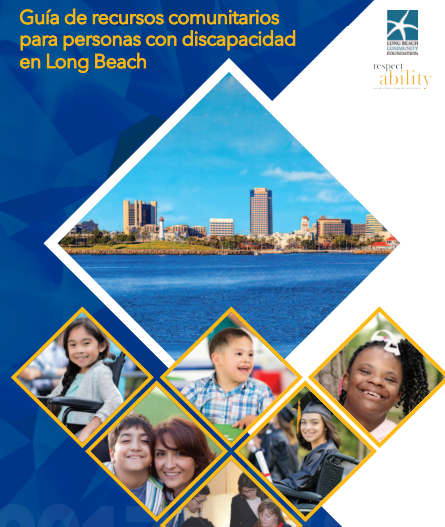 Guía de recursos comunitarios
para personas con discapacidad
en Long Beach
LONG BEACH
COMMUNITY
FOUNDATION
respect
ability